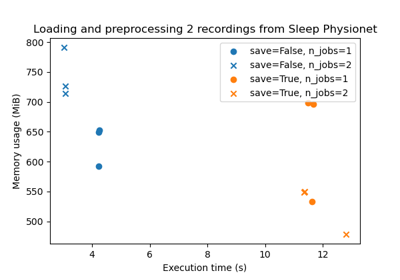 Loading and preprocessing 2 recordings from Sleep Physionet
800
750
700
650
600
550
500
Memory usage (MiB)
save=False, n_jobs=1
save=False, n_jobs=2
save=True, n_jobs=1
save=True, n_jobs=2
4 6 8 10 12
Execution time (s)